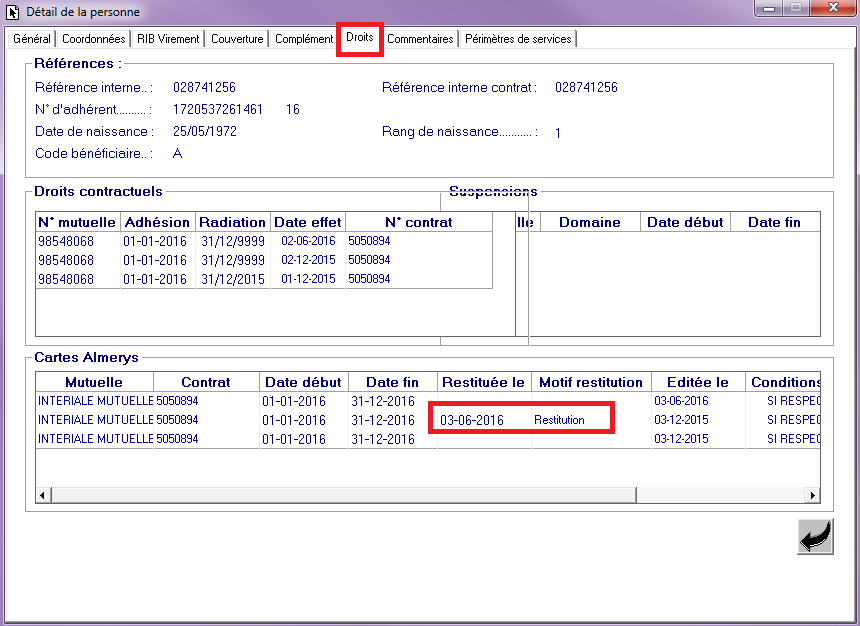 Détail de la personne
Général Coordonnées RIB Virement Couverture Complément Droits Commentaires Périmètres de services
Références :
Référence interne.. : 028741256 Référence interne contrat : 028741256
N° d'adhérent......... : 1720537261461 16
Date de naissance : 25/05/1972 Rang de naissance........... : 1
Code bénéficiaire.. : A
Droits contractuels Suspensions
N° mutuelle Adhésion Radiation Date effet N° contrat lle Domaine Date début Date fin
98548068 01-01-2016 31/12/9999 02-06-2016 5050894
98548068 01-01-2016 31/12/9999 02-12-2015 5050894
98548068 01-01-2016 31/12/2015 01-12-2015 5050894
Cartes Almerys
Mutuelle Contrat Date début Date fin Restituée le Motif restitution Editée le Conditions
INTERIALE MUTUELLE 5050894 01-01-2016 31-12-2016 03-06-2016 SI RESPEC
INTERIALE MUTUELLE 5050894 01-01-2016 31-12-2016 03-06-2016 Restitution 03-12-2015 SI RESPEC
INTERIALE MUTUELLE 5050894 01-01-2016 31-12-2016 03-12-2015 SI RESPEC